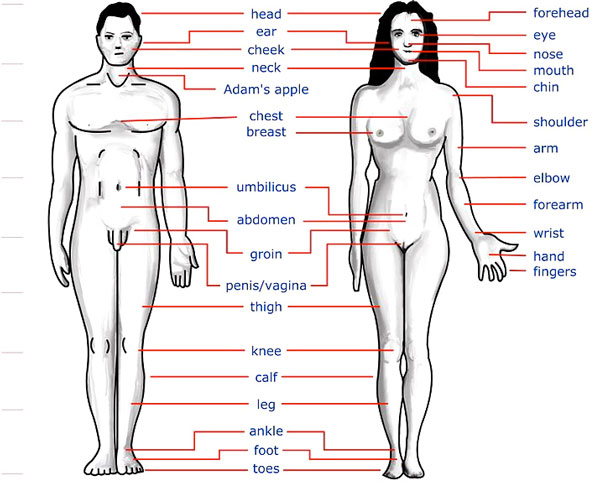 head
ear
cheek
neck
Adam's apple
chest
breast
umbilicus
abdomen
groin
penis/vagina
thigh
knee
calf
leg
ankle
foot
toes
forehead
eye
nose
mouth
chin
shoulder
arm
elbow
forearm
wrist
hand
fingers